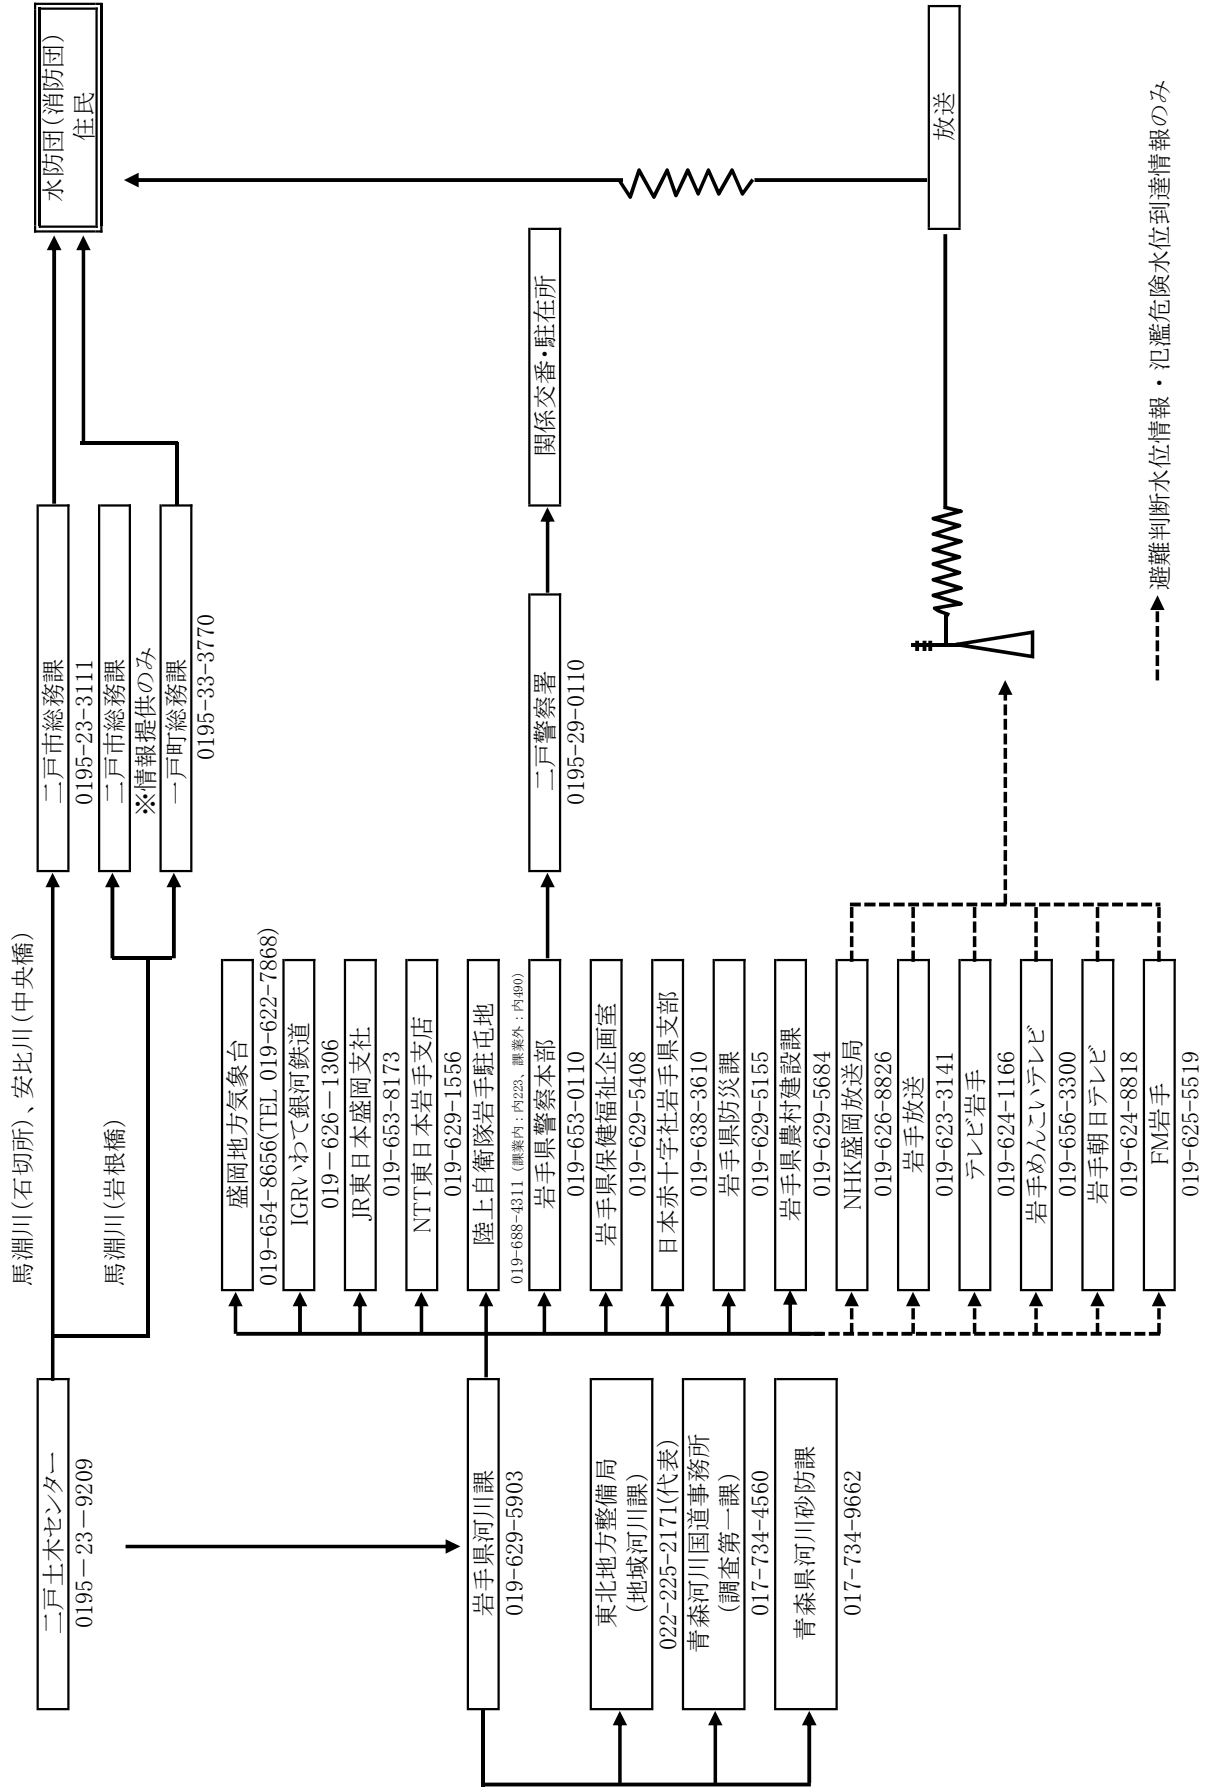 馬淵川(石切所)、安比川(中央橋)
馬淵川(岩根橋)
二戸土木センター
0195－23－9209
二戸市総務課
0195-23-3111
二戸市総務課
※情報提供のみ
一戸町総務課
0195-33-3770
水防団(消防団)
住民
盛岡地方気象台
019-654-8656(TEL 019-622-7868)
IGRいわて銀河鉄道
019－626－1306
JR東日本盛岡支社
019-653-8173
NTT東日本岩手支店
019-629-1556
陸上自衛隊岩手駐屯地
019-688-4311 (課業内：内223、課業外：内490)
岩手県警察本部
019-653-0110
二戸警察署
0195-29-0110
関係交番・駐在所
岩手県保健福祉企画室
019-629-5408
日本赤十字社岩手県支部
019-638-3610
岩手県防災課
019-629-5155
岩手県農村建設課
019-629-5684
NHK盛岡放送局
019-626-8826
岩手放送
019-623-3141
テレビ岩手
019-624-1166
岩手めんこいテレビ
019-656-3300
岩手朝日テレビ
019-624-8818
FM岩手
019-625-5519
岩手県河川課
019-629-5903
東北地方整備局
(地域河川課)
022-225-2171(代表)
青森河川国道事務所
(調査第一課)
017-734-4560
青森県河川砂防課
017-734-9662
放送
避難判断水位情報・氾濫危険水位到達情報のみ